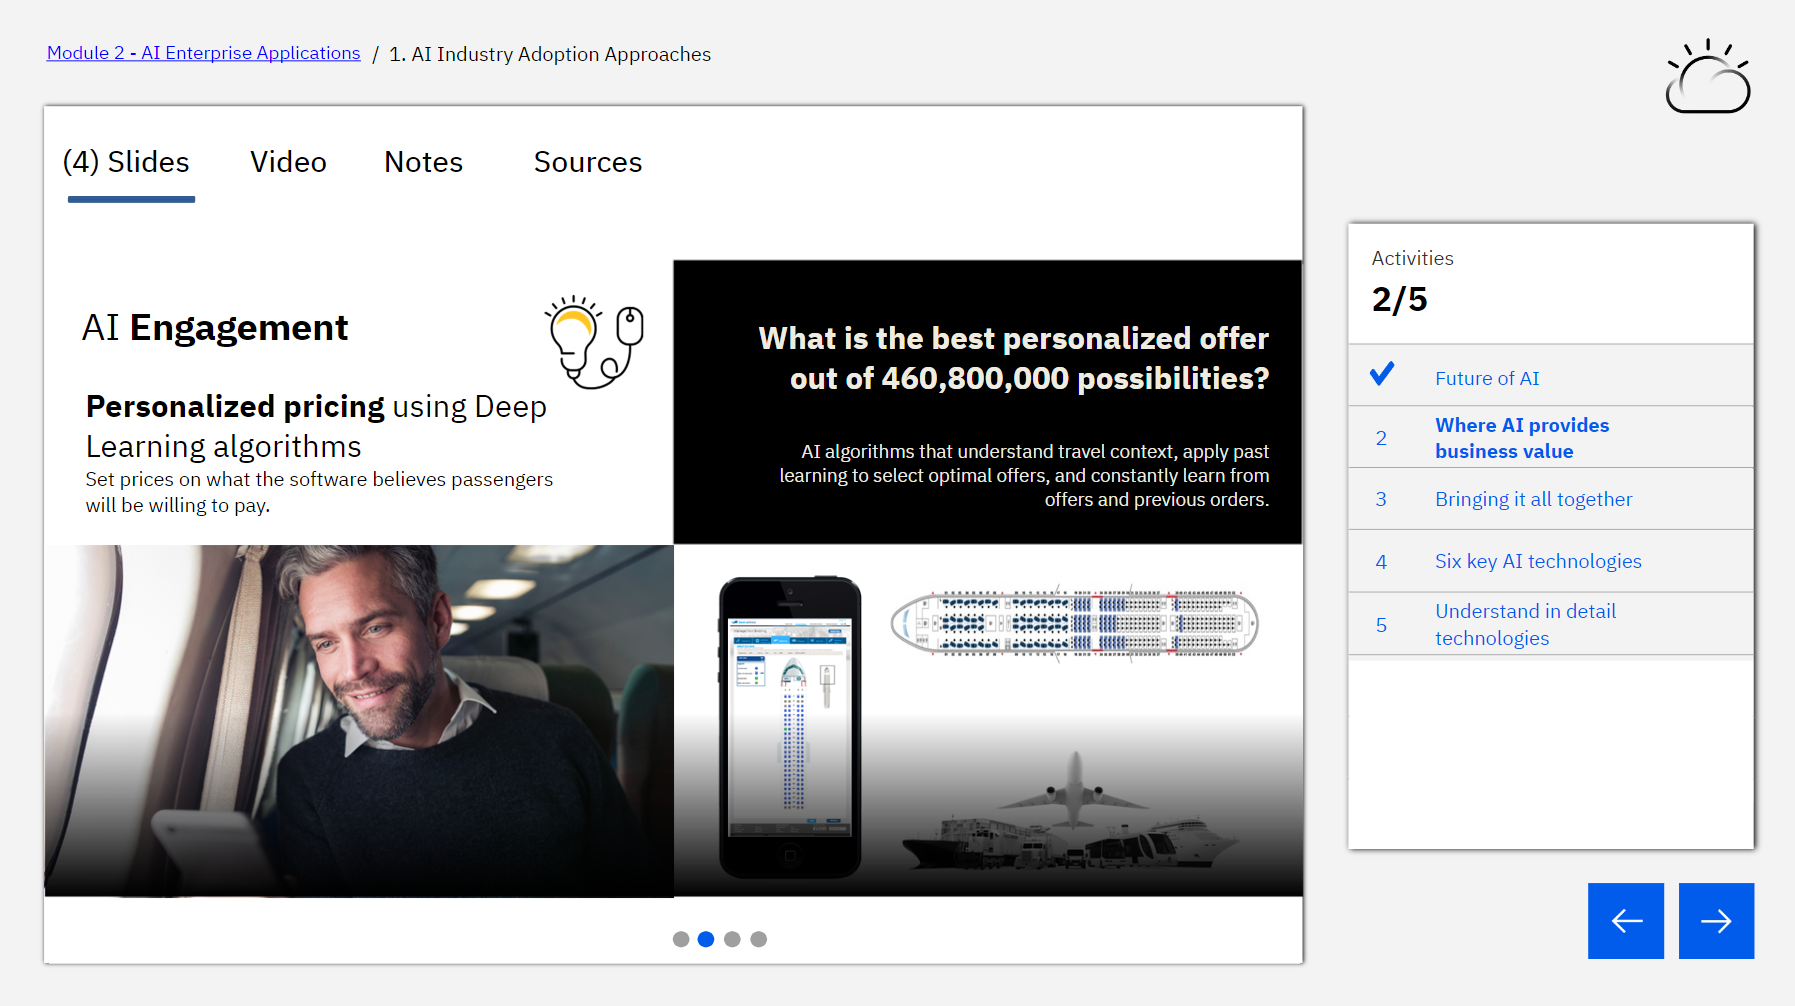 Module 2 - AI Enterprise Applications / 1. AI Industry Adoption Approaches
(4) Slides Video Notes Sources
AI Engagement
Personalized pricing using Deep
Learning algorithms
Set prices on what the software believes passengers
will be willing to pay.
What is the best personalized offer
out of 460,800,000 possibilities?
AI algorithms that understand travel context, apply past
learning to select optimal offers, and constantly learn from
offers and previous orders.
Activities
2/5
Future of AI
2 Where AI provides
business value
3 Bringing it all together
4 Six key AI technologies
5 Understand in detail
technologies